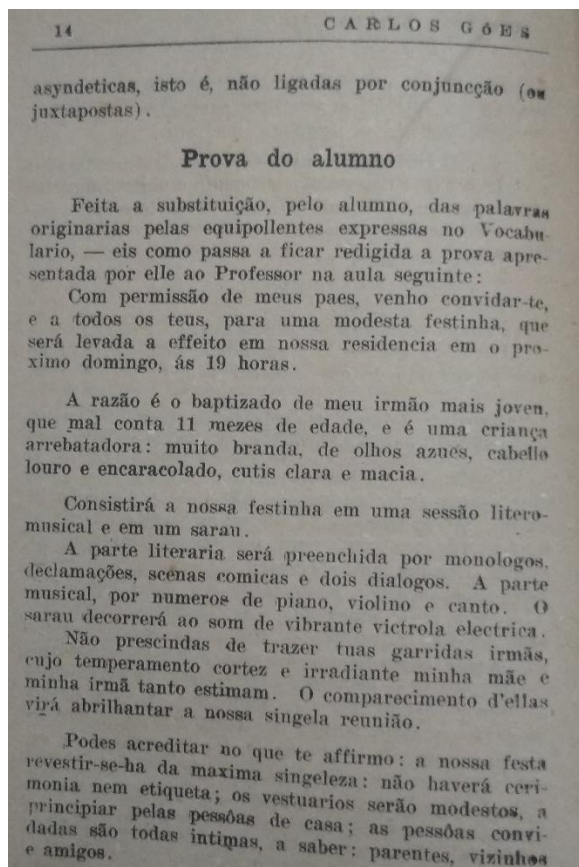 14 CARLOS GÓES
asyndeticas, isto é, não ligadas por conjuncção (ou
juxtapostas).
Prova do alumno
Feita a substituição, pelo alumno, das palavras
originarias pelas equipollentes expressas no Vocabu-
lario, — eis como passa a ficar redigida a prova apre-
sentada por elle ao Professor na aula seguinte:
Com permissão de meus paes, venho convidar-te,
e a todos os teus, para uma modesta festinha, que
será levada a effeito em nossa residencia em o pro-
ximo domingo, ás 19 horas.
A razão é o baptizado de meu irmão mais joven,
que mal conta 11 mezes de edade, e é uma criança
arrebatadora: muito branda, de olhos azues, cabello
louro e encaracolado, cutis clara e macia.
Consistirá a nossa festinha em uma sessão litero-
musical e em um sarau.
A parte literaria será preenchida por monologos,
declamações, scenas comicas e dois dialogos. A parte
musical, por numeros de piano, violino e canto. O
sarau decorrerá ao som de vibrante victrola electrica.
Não prescindas de trazer tuas garridas irmãs,
cujo temperamento cortez e irradiante minha mãe e
minha irmã tanto estimam. O comparecimento d'ellas
virá abrilhantar a nossa singela reunião.
Podes acreditar no que te affirmo: a nossa festa
revestir-se-ha da maxima singeleza: não haverá ceri-
monia nem etiqueta; os vestuarios serão modestos, a
principiar pelas pessôas de casa; as pessôas convi-
dadas são todas intimas, a saber: parentes, vizinhos
e amigos.